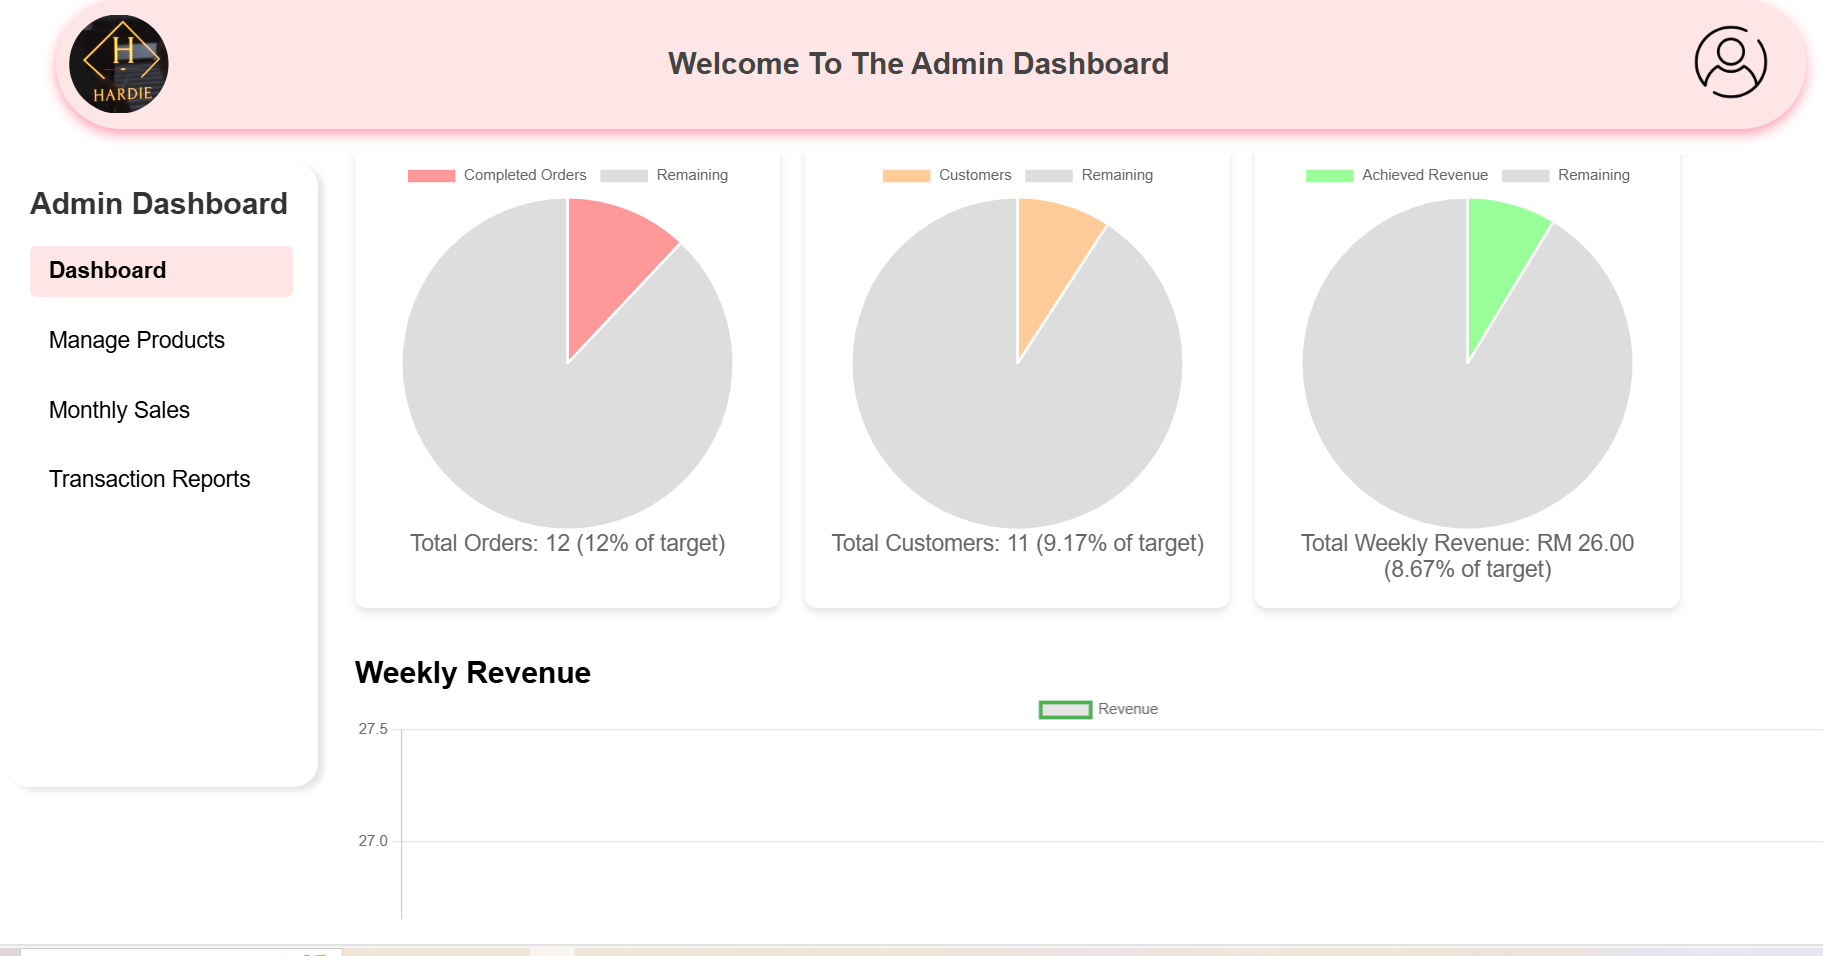 H
HARDIE
Welcome To The Admin Dashboard
Admin Dashboard
Dashboard
Manage Products
Monthly Sales
Transaction Reports
Completed Orders Remaining
Total Orders: 12 (12% of target)
Customers Remaining
Total Customers: 11 (9.17% of target)
Achieved Revenue Remaining
Total Weekly Revenue: RM 26.00
(8.67% of target)
Weekly Revenue
Revenue
27.5
27.0